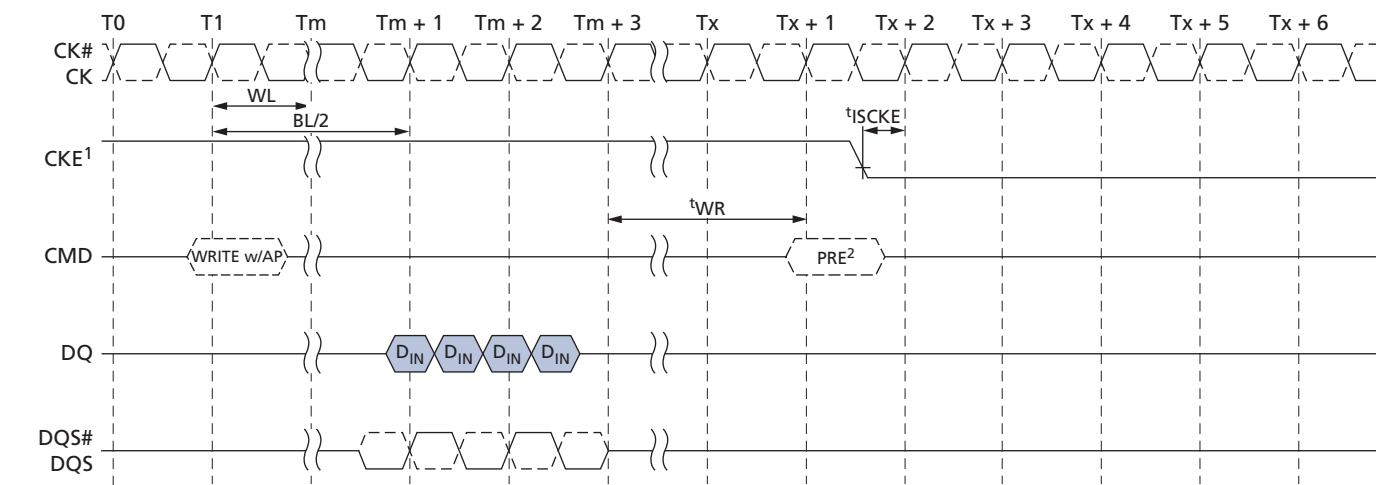 T0 T1 Tm Tm + 1 Tm + 2 Tm + 3 Tx Tx + 1 Tx + 2 Tx + 3 Tx + 4 Tx + 5 Tx + 6
CK#
CK
WL
BL/2
tISCKE
CKE1
tWR
CMD WRITE w/AP PRE2
DQ DIN DIN DIN DIN
DQS#
DQS